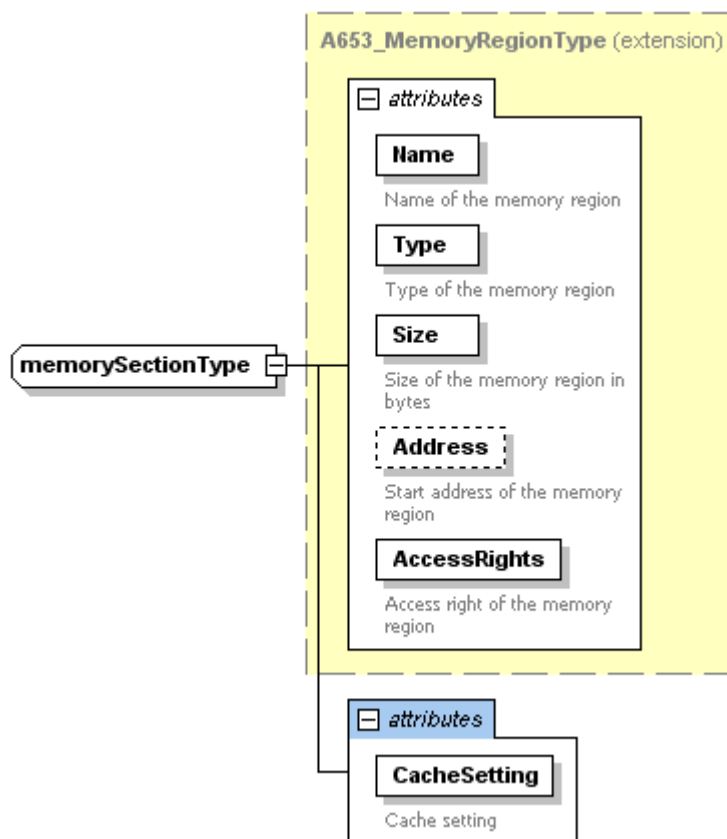 A653_MemoryRegionType (extension)
attributes
Name
Name of the memory region
Type
Type of the memory region
Size
Size of the memory region in
bytes
memorySectionType
Address
Start address of the memory
region
AccessRights
Access right of the memory
region
attributes
CacheSetting
Cache setting